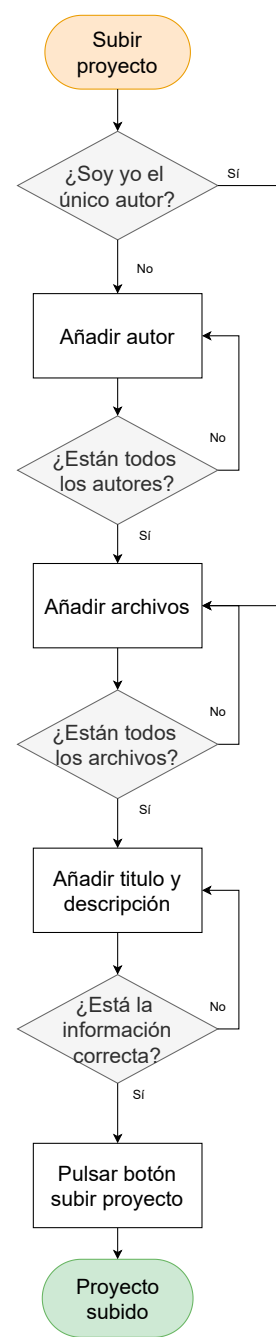 Subir
proyecto
¿Soy yo el
único autor?
Sí
No
Añadir autor
No
¿Están todos
los autores?
Sí
Añadir archivos
No
¿Están todos
los archivos?
Sí
Añadir titulo y
descripción
¿Está la
información
correcta?
No
Sí
Pulsar botón
subir proyecto
Proyecto
subido